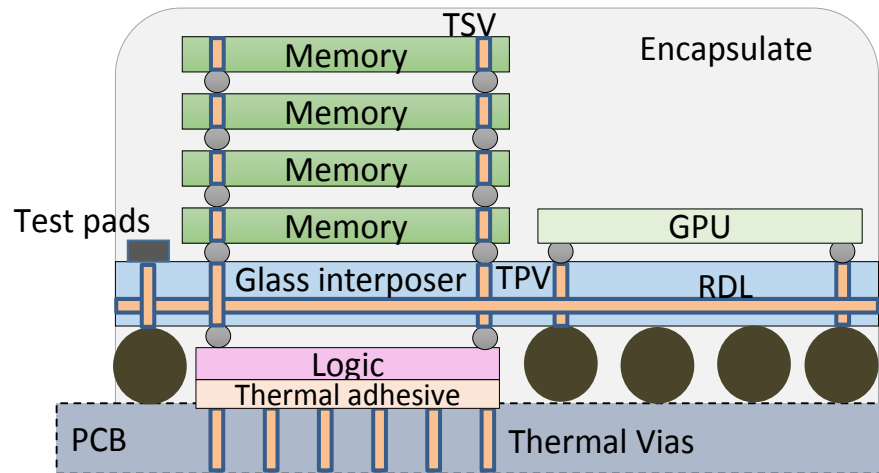 TSV
Encapsulate
Memory
Memory
Memory
Memory
Test pads
GPU
Glass interposer
TPV
RDL
Logic
Thermal adhesive
PCB
Thermal Vias